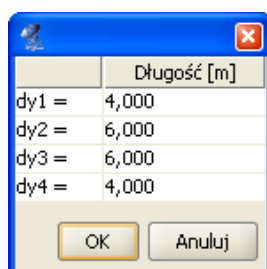 Długość [m]
dy1 = 4,000
dy2 = 6,000
dy3 = 6,000
dy4 = 4,000
OK Anuluj